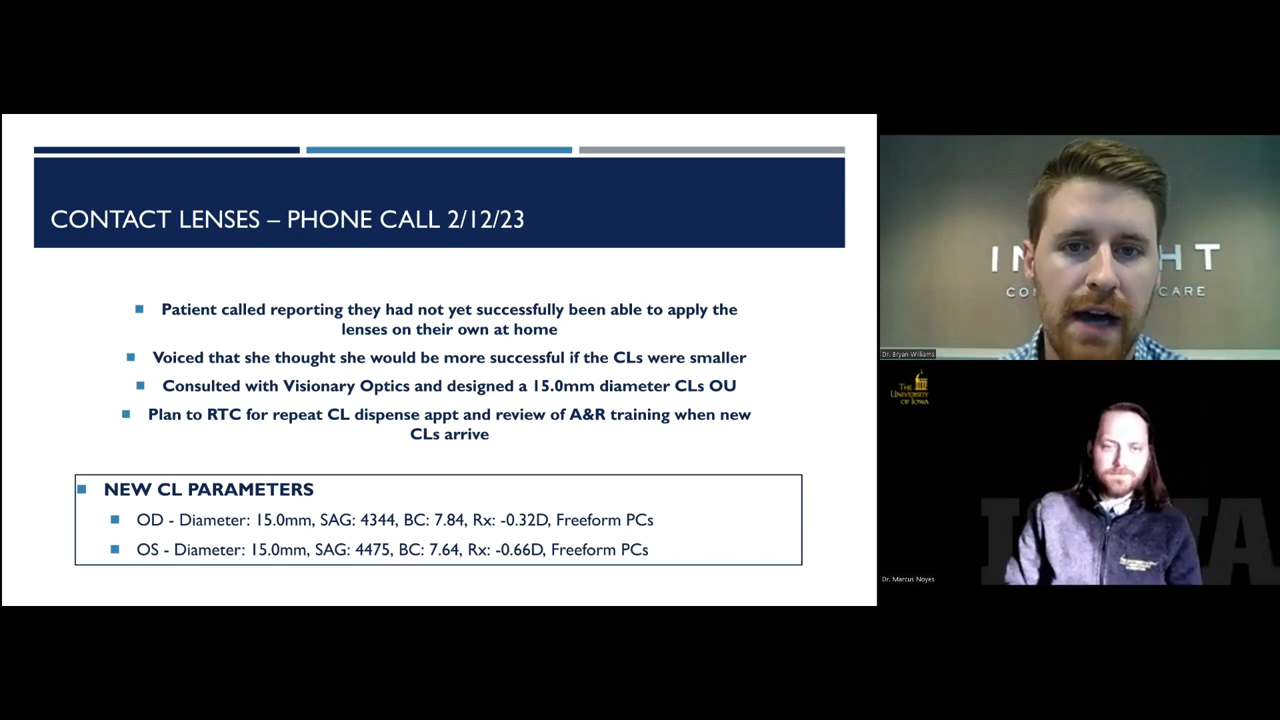 CONTACT LENSES – PHONE CALL 2/12/23
Patient called reporting they had not yet successfully been able to apply the
lenses on their own at home
Voiced that she thought she would be more successful if the CLs were smaller
Consulted with Visionary Optics and designed a 15.0mm diameter CLs OU
Plan to RTC for repeat CL dispense appt and review of A&R training when new
CLs arrive
NEW CL PARAMETERS
OD - Diameter: 15.0mm, SAG: 4344, BC: 7.84, Rx: -0.32D, Freeform PCs
OS - Diameter: 15.0mm, SAG: 4475, BC: 7.64, Rx: -0.66D, Freeform PCs
Dr. Bryan Williams
THE
UNIVERSITY
OF IOWA
Dr. Marcus Noyes